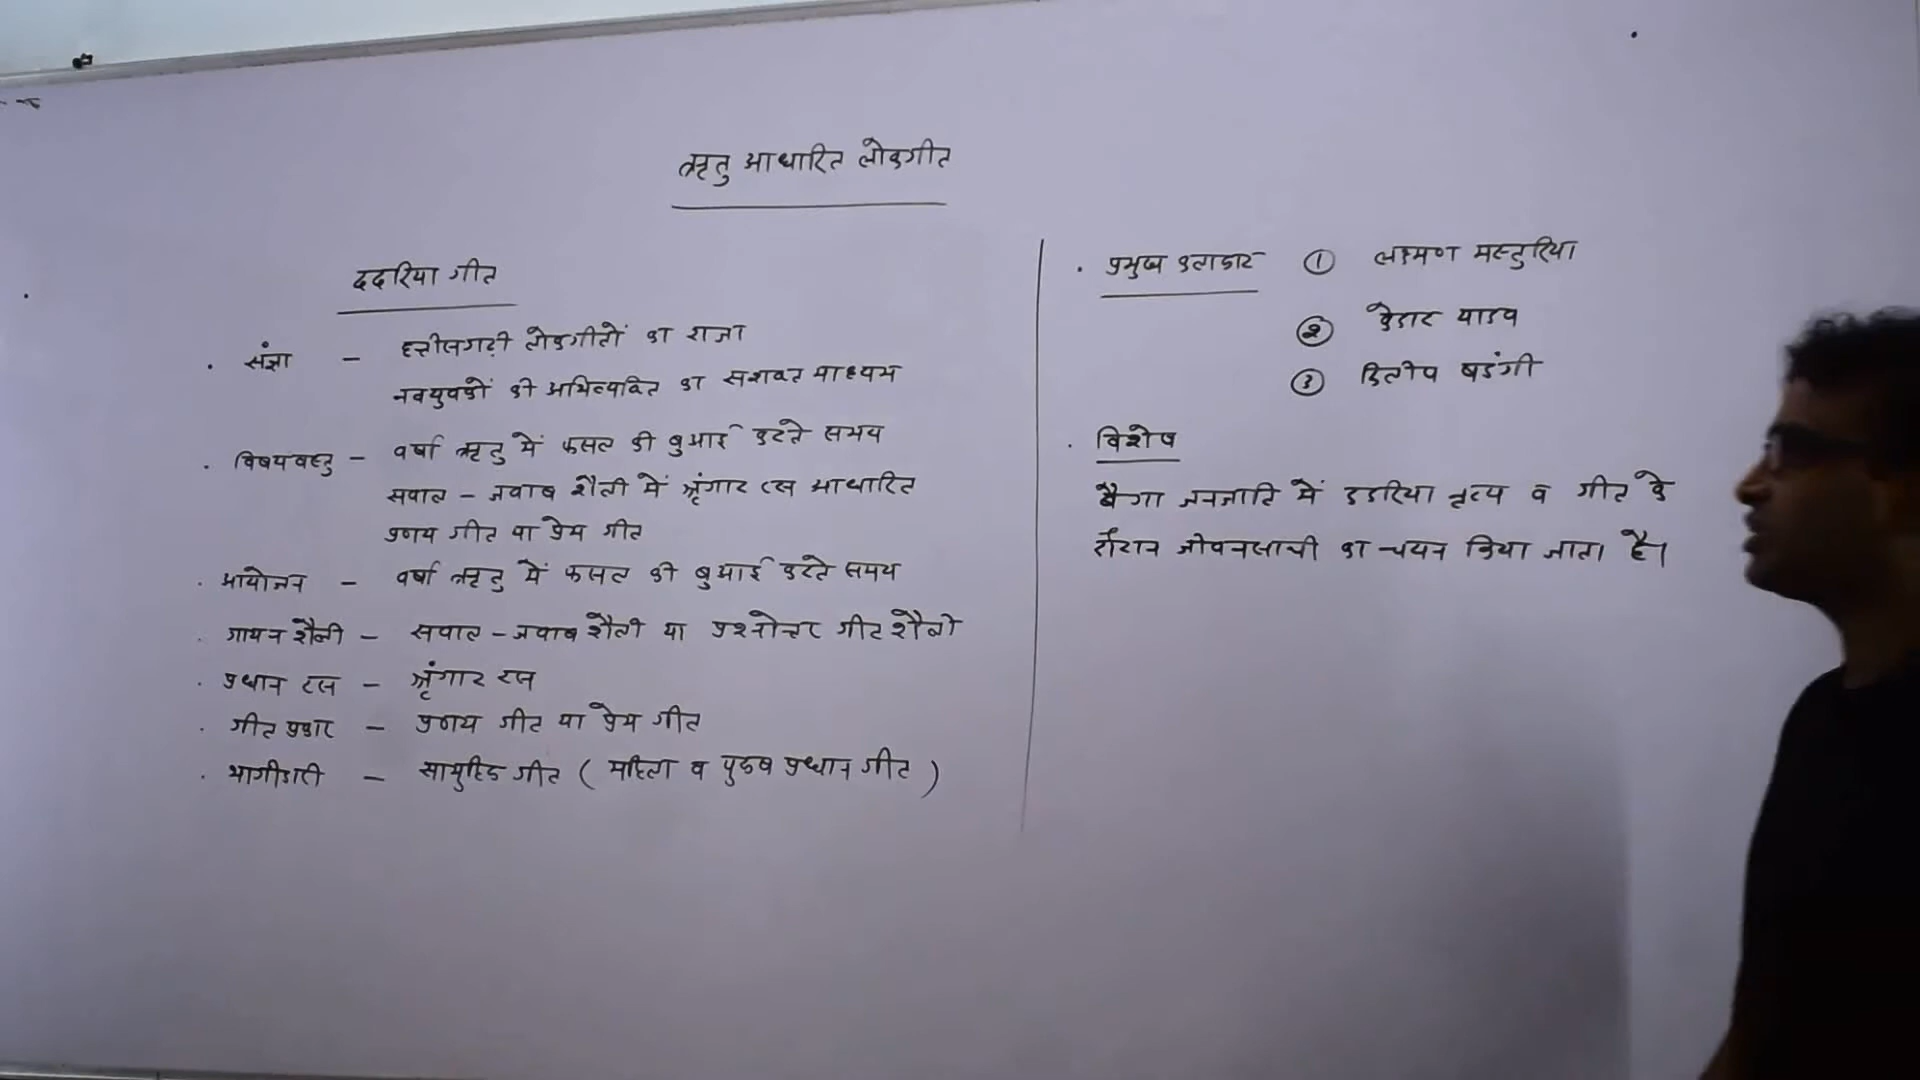 ऋतु आधारित लोकगीत
ददरिया गीत
संज्ञा – छत्तीसगढ़ी लोकगीतों का राजा
नवयुवकों की अभिव्यक्ति का सशक्त माध्यम
विषयवस्तु – वर्षा ऋतु में फसल की बुआई करते समय
सवाल – जवाब शैली में श्रृंगार रस आधारित
प्रणय गीत या प्रेम गीत
आयोजन – वर्षा ऋतु में फसल की बुआई करते समय
गायन शैली – सवाल – जवाब शैली या प्रश्नोत्तर गीत शैली
प्रधान रस – श्रृंगार रस
गीत प्रकार – प्रणय गीत या प्रेम गीत
भागीदारी – सामुहिक गीत ( महिला व पुरुष प्रधान गीत )
प्रमुख कलाकार ① लक्ष्मण मस्तुरिया
② केदार यादव
③ दिलीप षडंगी
विशेष
बैगा जनजाति में ददरिया नृत्य व गीत के
दौरान जीवनसाथी का चयन किया जाता है।